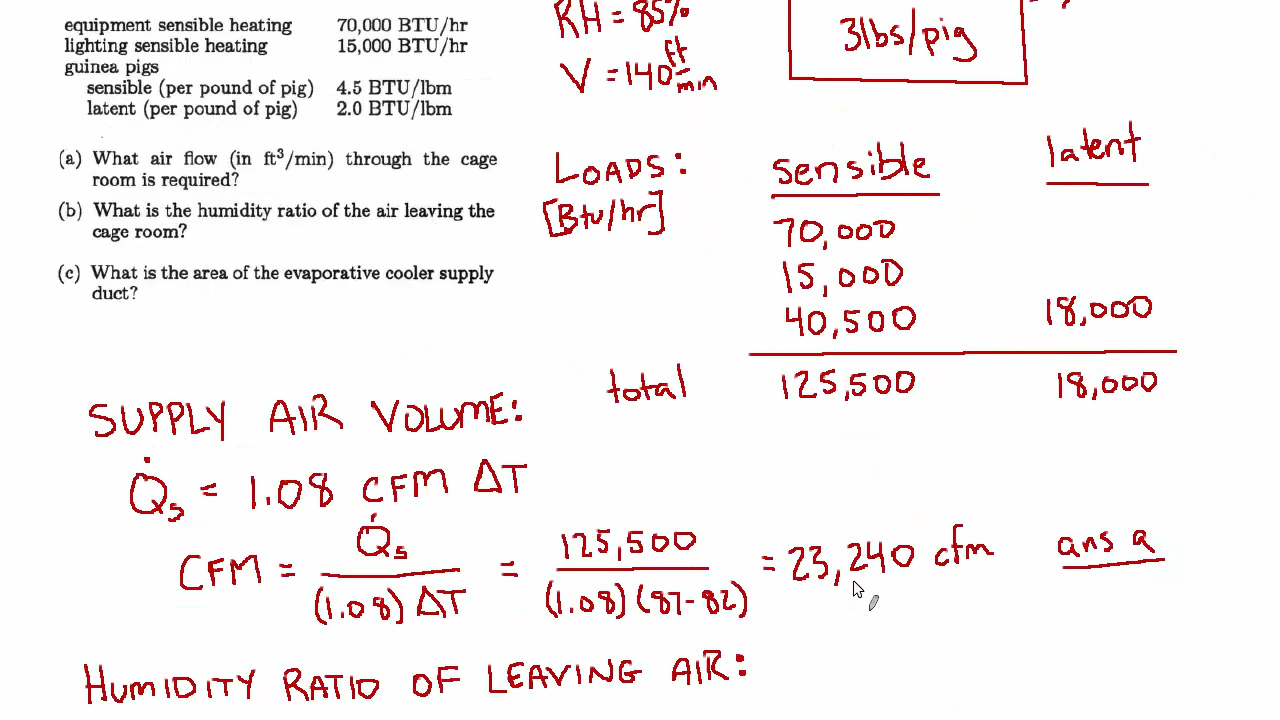 equipment sensible heating 70,000 BTU/hr
lighting sensible heating 15,000 BTU/hr
guinea pigs
sensible (per pound of pig) 4.5 BTU/lbm
latent (per pound of pig) 2.0 BTU/lbm
(a) What air flow (in ft³/min) through the cage
room is required?
(b) What is the humidity ratio of the air leaving the
cage room?
(c) What is the area of the evaporative cooler supply
duct?
RH = 85%
V = 140 ft/min
3lbs/pig
LOADS: sensible latent
[Btu/hr] 70,000
15,000
40,500 18,000
total 125,500 18,000
SUPPLY AIR VOLUME:
Q̇s = 1.08 CFM ΔT
CFM = Q̇s / (1.08) ΔT = 125,500 / (1.08)(87-82) = 23,240 cfm ans a
HUMIDITY RATIO OF LEAVING AIR: